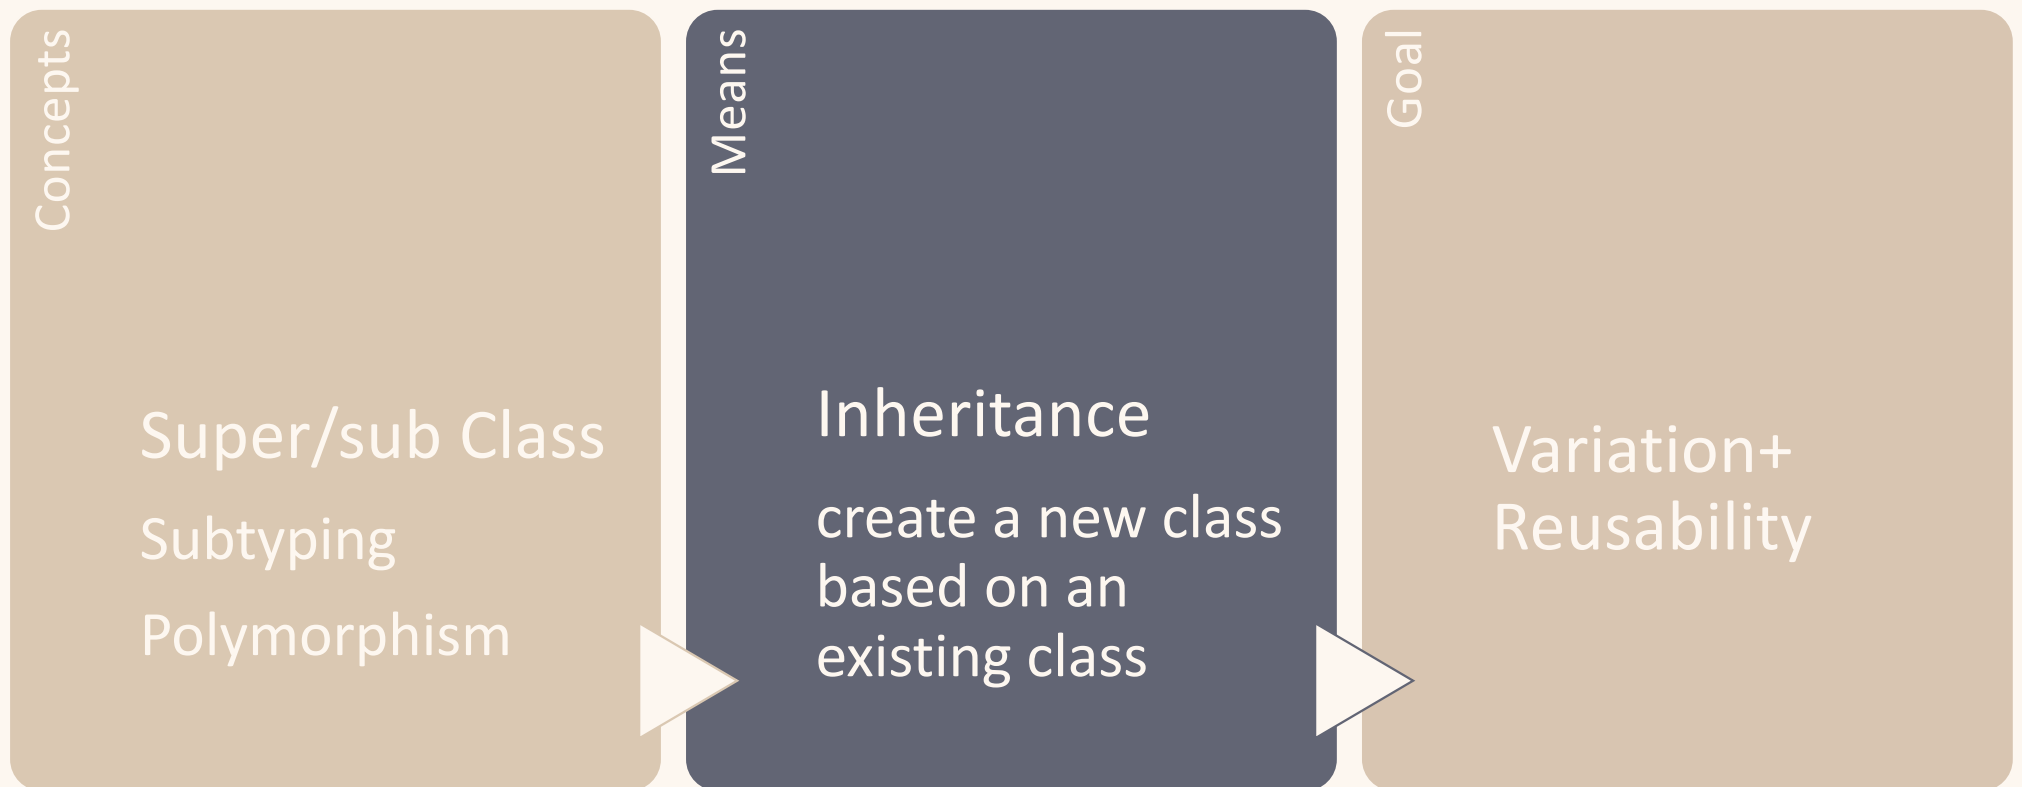 Concepts
Super/sub Class
Subtyping
Polymorphism
Means
Inheritance
create a new class
based on an
existing class
Goal
Variation+
Reusability